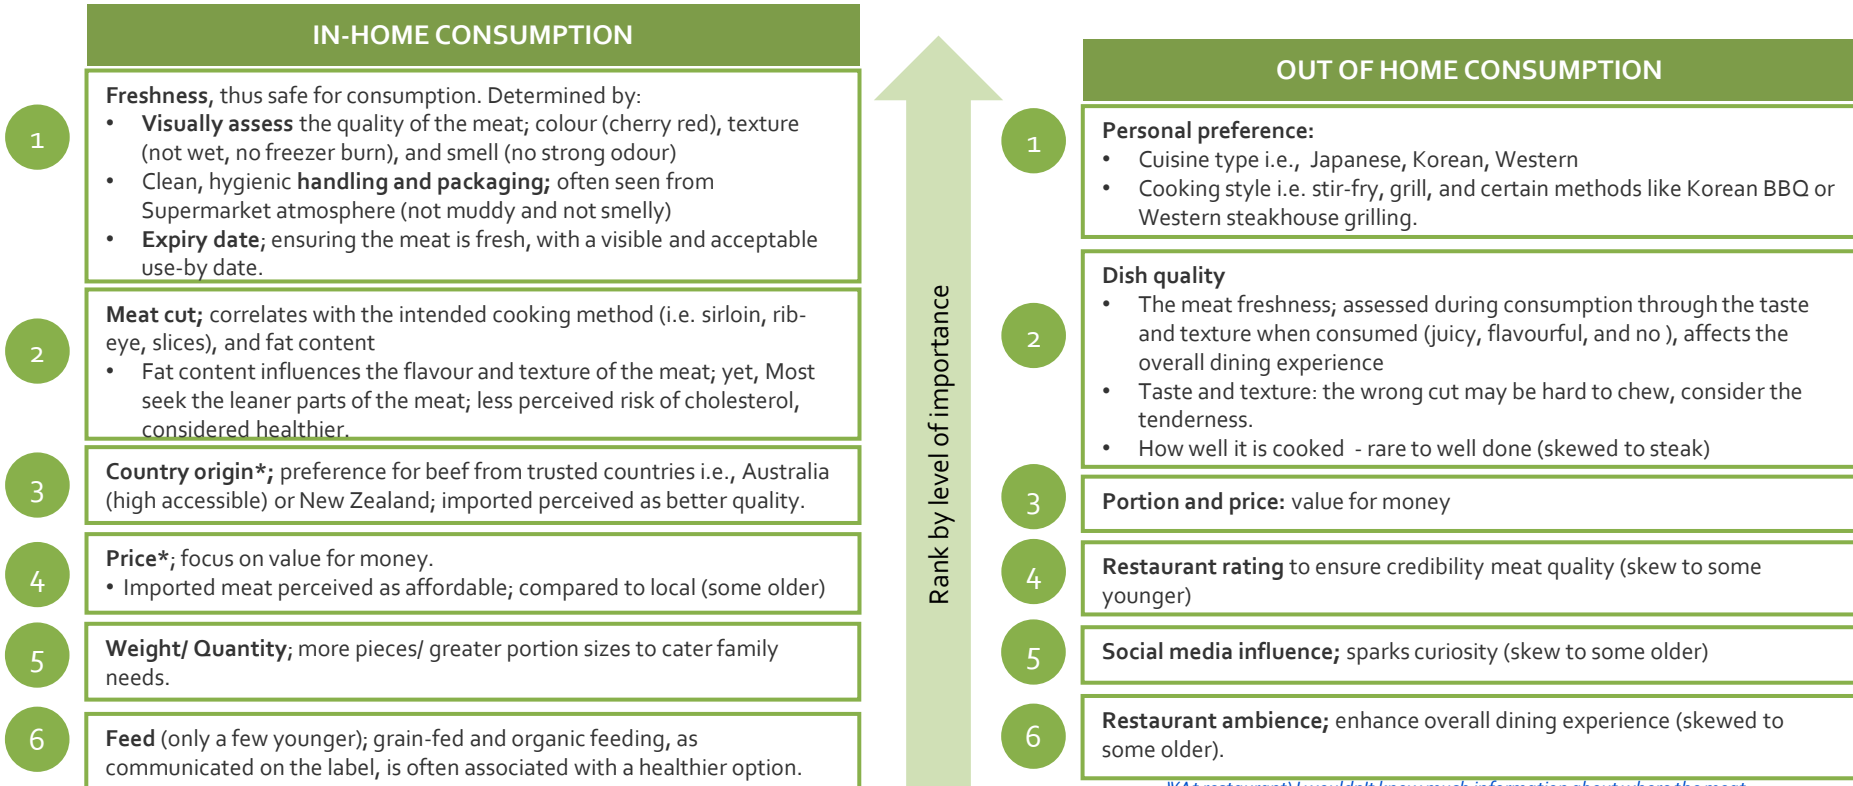 IN-HOME CONSUMPTION
1
Freshness, thus safe for consumption. Determined by:
• Visually assess the quality of the meat; colour (cherry red), texture
(not wet, no freezer burn), and smell (no strong odour)
• Clean, hygienic handling and packaging; often seen from
Supermarket atmosphere (not muddy and not smelly)
• Expiry date; ensuring the meat is fresh, with a visible and acceptable
use-by date.
2
Meat cut; correlates with the intended cooking method (i.e. sirloin, rib-
eye, slices), and fat content
• Fat content influences the flavour and texture of the meat; yet, Most
seek the leaner parts of the meat; less perceived risk of cholesterol,
considered healthier.
3
Country origin*; preference for beef from trusted countries i.e., Australia
(high accessible) or New Zealand; imported perceived as better quality.
4
Price*; focus on value for money.
• Imported meat perceived as affordable; compared to local (some older)
5
Weight/ Quantity; more pieces/ greater portion sizes to cater family
needs.
6
Feed (only a few younger); grain-fed and organic feeding, as
communicated on the label, is often associated with a healthier option.
Rank by level of importance
OUT OF HOME CONSUMPTION
1
Personal preference:
• Cuisine type i.e., Japanese, Korean, Western
• Cooking style i.e. stir-fry, grill, and certain methods like Korean BBQ or
Western steakhouse grilling.
2
Dish quality
• The meat freshness; assessed during consumption through the taste
and texture when consumed (juicy, flavourful, and no ), affects the
overall dining experience
• Taste and texture: the wrong cut may be hard to chew, consider the
tenderness.
• How well it is cooked - rare to well done (skewed to steak)
3
Portion and price: value for money
4
Restaurant rating to ensure credibility meat quality (skew to some
younger)
5
Social media influence; sparks curiosity (skew to some older)
6
Restaurant ambience; enhance overall dining experience (skewed to
some older).
"(At restaurant) I wouldn't know much information about where the meat